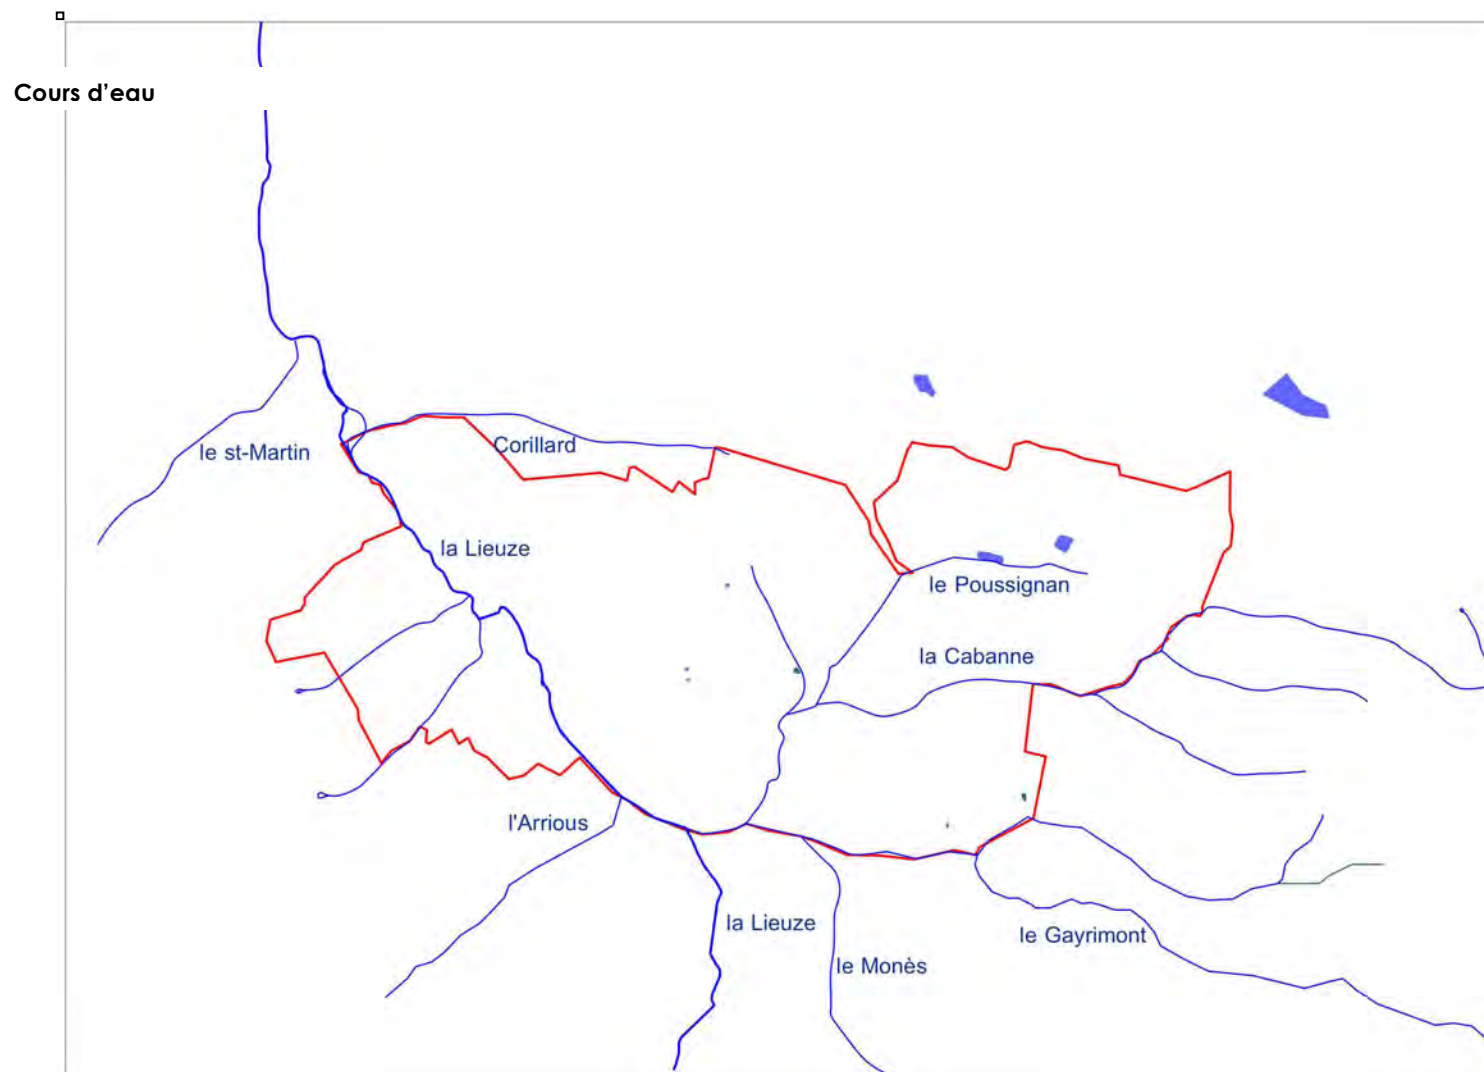 Cours d'eau
Corillard
le st-Martin
la Lieuze
le Poussignan
la Cabanne
l'Arrious
la Lieuze
le Gayrimont
le Monès